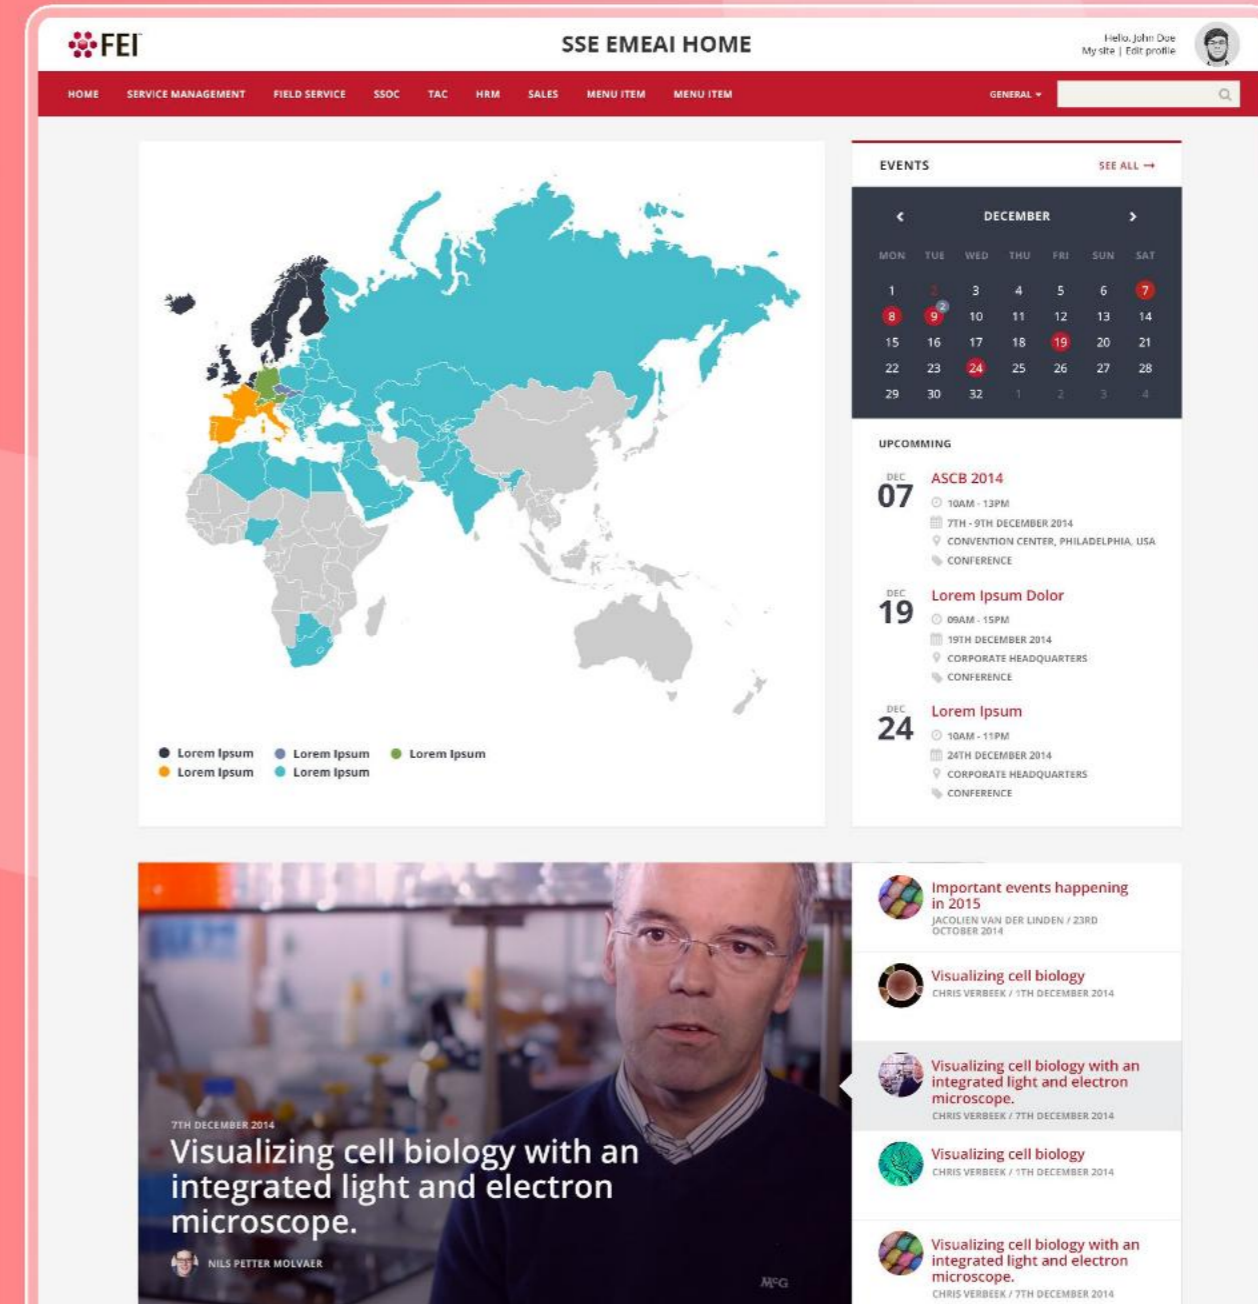 FEI
SSE EMEAI HOME
Hello, John Doe
My site | Edit profile
HOME SERVICE MANAGEMENT FIELD SERVICE SSOC TAC HRM SALES MENU ITEM MENU ITEM GENERAL
EVENTS SEE ALL →
DECEMBER
MON TUE WED THU FRI SUN SAT
1 2 3 4 5 6 7
8 9 2 10 11 12 13 14
15 16 17 18 19 20 21
22 23 24 25 26 27 28
29 30 32 1 2 3 4
UPCOMMING
DEC
07
ASCB 2014
10AM - 13PM
7TH - 9TH DECEMBER 2014
CONVENTION CENTER, PHILADELPHIA, USA
CONFERENCE
DEC
19
Lorem Ipsum Dolor
09AM - 15PM
19TH DECEMBER 2014
CORPORATE HEADQUARTERS
CONFERENCE
DEC
24
Lorem Ipsum
10AM - 11PM
24TH DECEMBER 2014
CORPORATE HEADQUARTERS
CONFERENCE
Lorem Ipsum Lorem Ipsum Lorem Ipsum
Lorem Ipsum Lorem Ipsum
7TH DECEMBER 2014
Visualizing cell biology with an
integrated light and electron
microscope.
NILS PETTER MOLVAER
McG
Important events happening
in 2015
JACOLIEN VAN DER LINDEN / 23RD
OCTOBER 2014
Visualizing cell biology
CHRIS VERBEEK / 1TH DECEMBER 2014
Visualizing cell biology with an
integrated light and electron
microscope.
CHRIS VERBEEK / 7TH DECEMBER 2014
Visualizing cell biology
CHRIS VERBEEK / 1TH DECEMBER 2014
Visualizing cell biology with an
integrated light and electron
microscope.
CHRIS VERBEEK / 7TH DECEMBER 2014